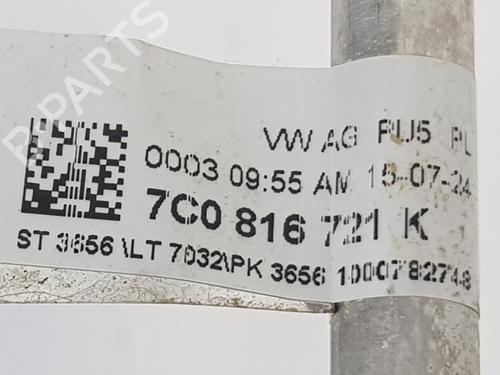 B-PARTS
VW AG RU5 PL
0003 09:55 AM 15-07-24
7C0 816 721 K
ST 3656 \LT 7032\PK 3656 1000782748